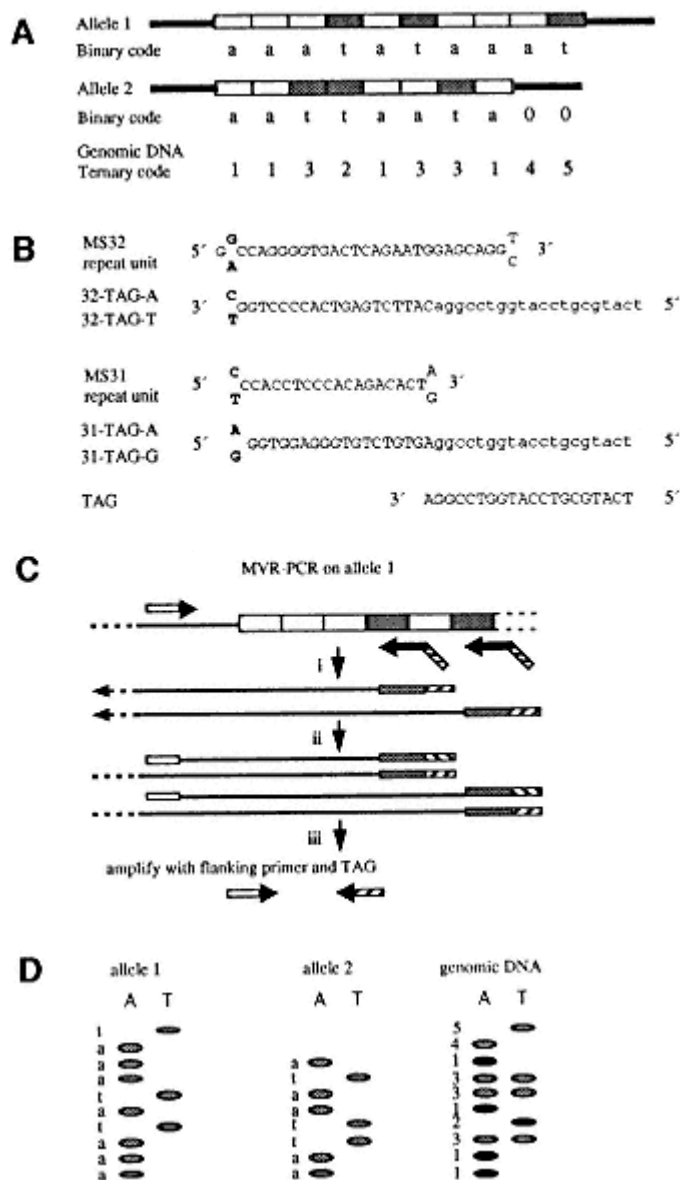 A
Allele 1
Binary code a a a t a t a a a t
Allele 2
Binary code a a t t a a t a 0 0
Genomic DNA
Ternary code 1 1 3 2 1 3 3 1 4 5
B
G T
MS32
repeat unit 5´ G CCAGGGGTGACTCAGAATGGAGCAGG 3´
A C
32-TAG-A C
3´ GGTCCCCACTGAGTCTTACaggcctggtacctgcgtact 5´
32-TAG-T T
C A
MS31
repeat unit 5´ CCACCTCCCACAGACACT 3´
T G
31-TAG-A A
5´ GGTGGAGGGTGTCTGTGAggcctggtacctgcgtact 5´
31-TAG-G G
TAG 3´ AGGCCTGGTACCTGCGTACT 5´
C
MVR-PCR on allele 1
i
ii
iii
amplify with flanking primer and TAG
D
allele 1 allele 2 genomic DNA
A T A T A T
t 5
a 4
a a 1
a t 3
t a 3
a a 1
t t 2
a t 3
a a 1
a a 1